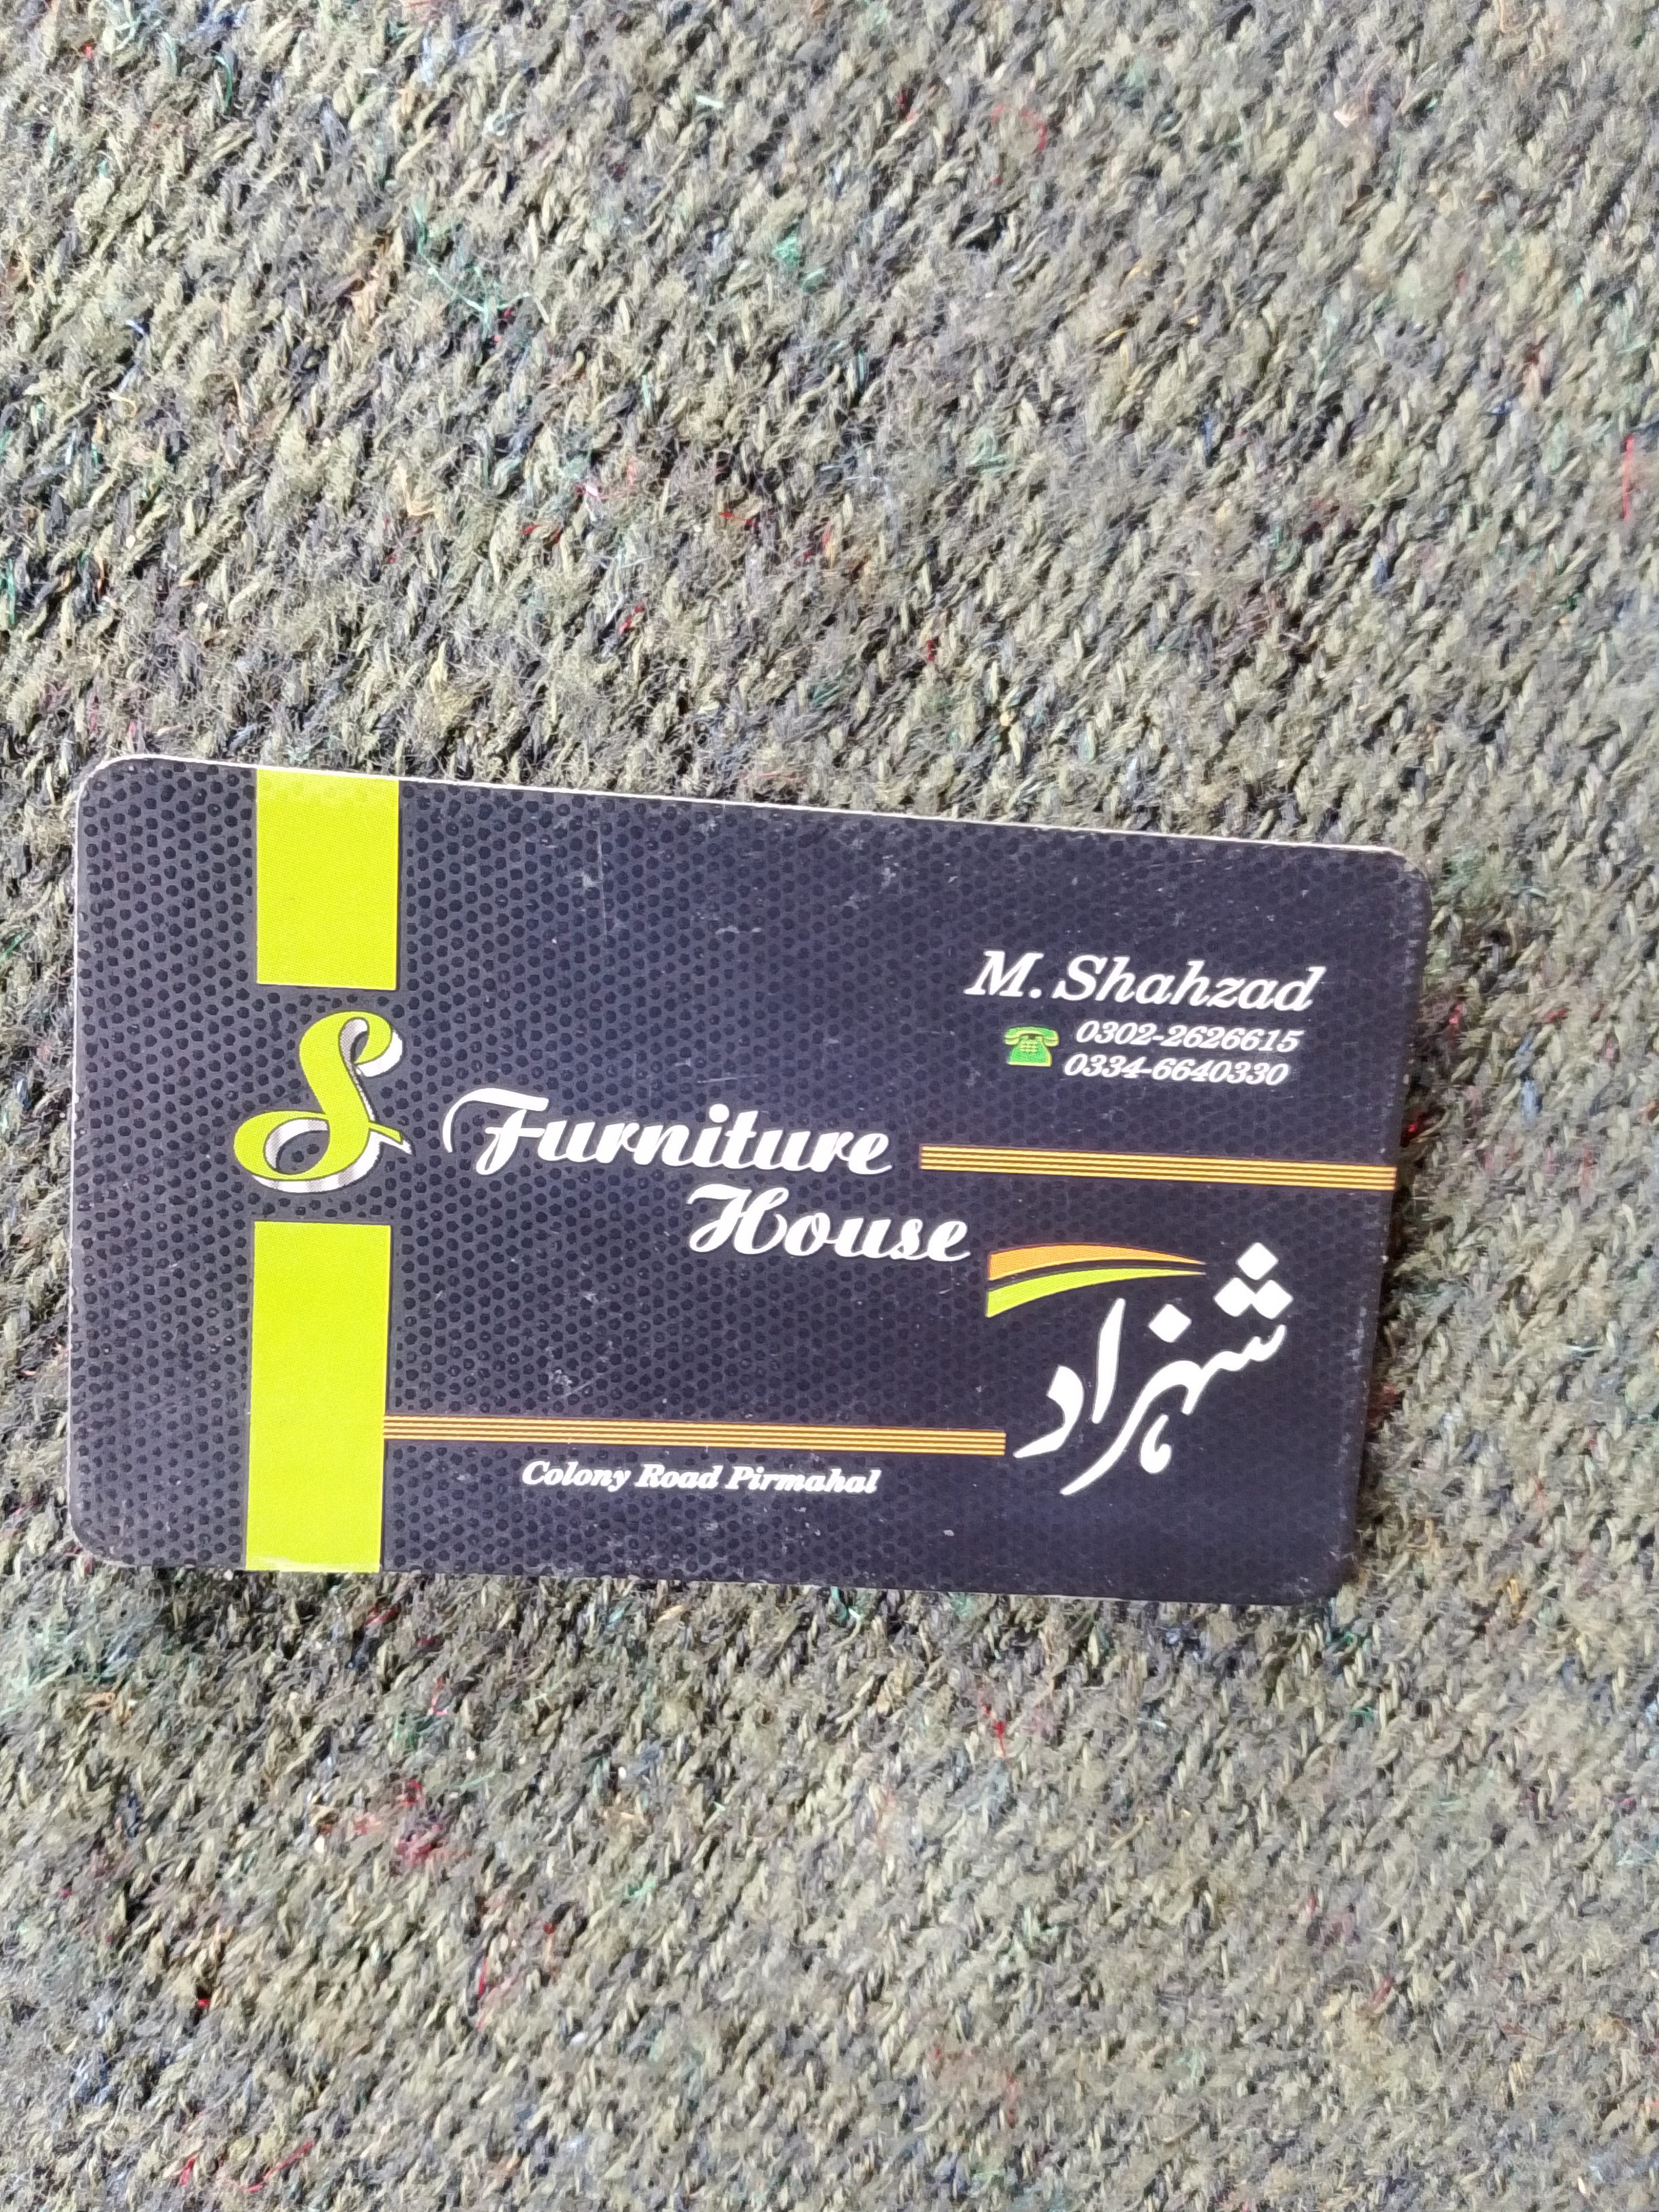 M. Shahzad
0302-2626615
0334-6640330
S Furniture
House
شہزاد
Colony Road Pirmahal